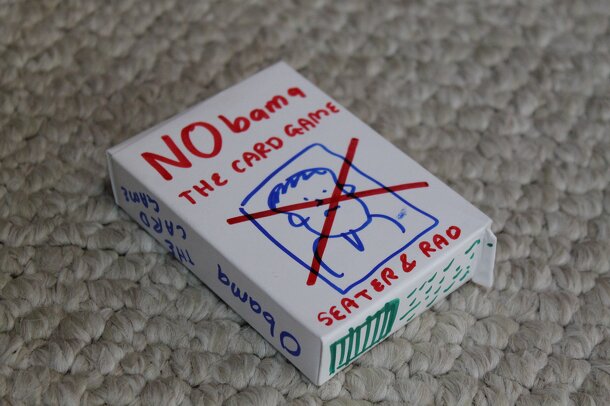 NObama
THE CARD GAME
SEATER & RAD
Obama
THE
CARD
GAME